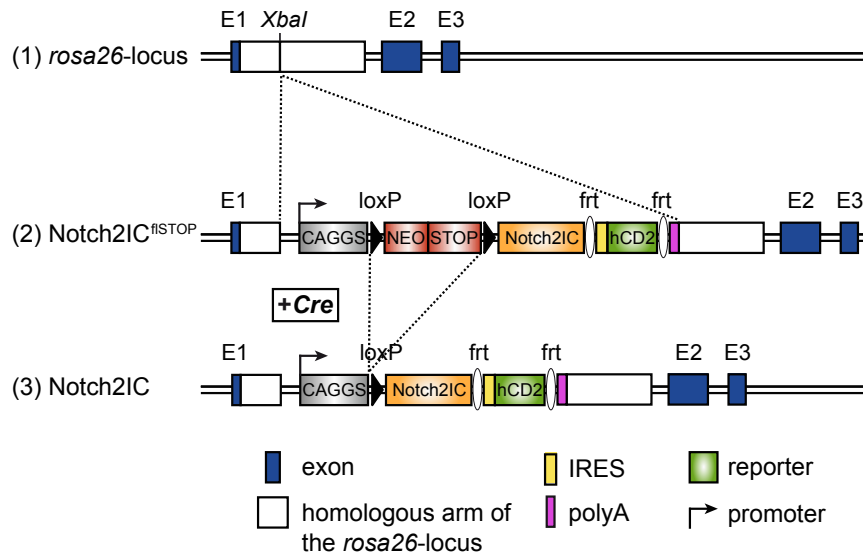 E1 XbaI E2 E3
(1) rosa26-locus
E1 loxP loxP frt frt E2 E3
(2) Notch2IC^flSTOP CAGGS NEO STOP Notch2IC hCD2
+Cre
E1 loxP frt frt E2 E3
(3) Notch2IC CAGGS Notch2IC hCD2
exon IRES reporter
homologous arm of polyA promoter
the rosa26-locus